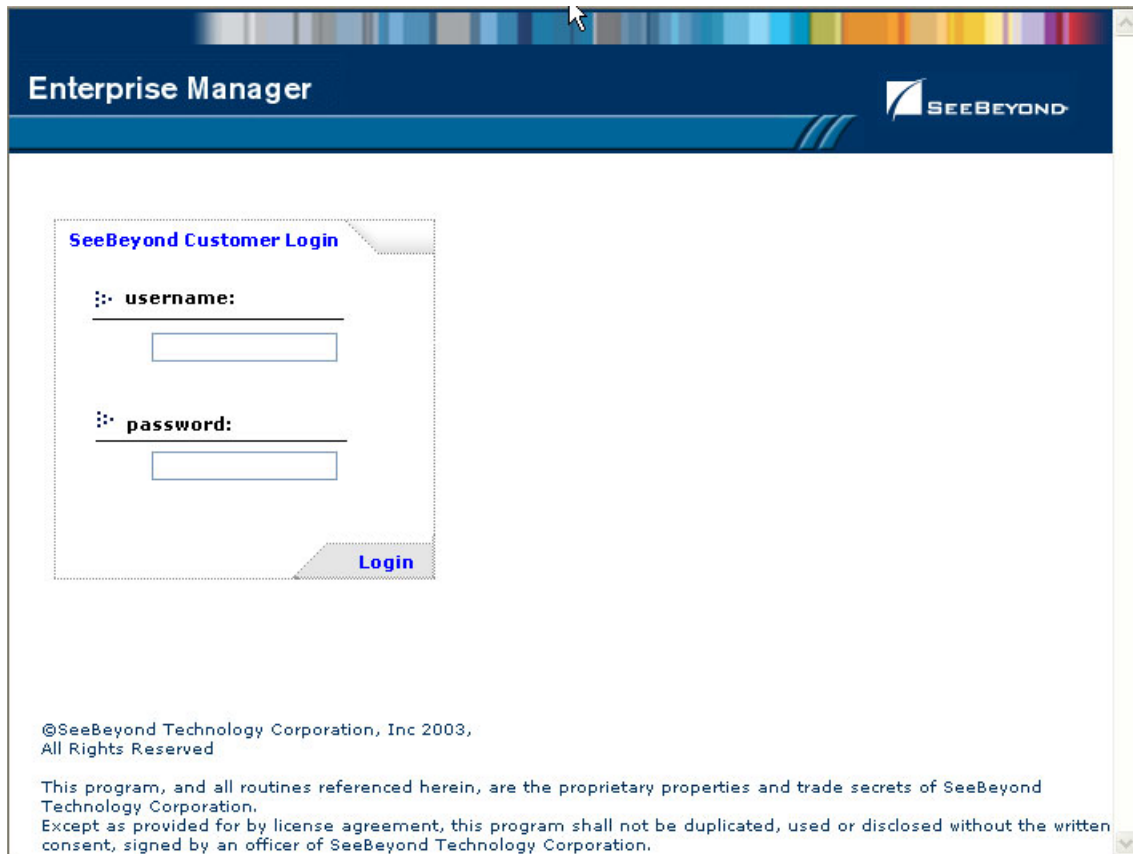 Enterprise Manager
SEEBEYOND
SeeBeyond Customer Login
username:
password:
Login
©SeeBeyond Technology Corporation, Inc 2003,
All Rights Reserved
This program, and all routines referenced herein, are the proprietary properties and trade secrets of SeeBeyond
Technology Corporation.
Except as provided for by license agreement, this program shall not be duplicated, used or disclosed without the written
consent, signed by an officer of SeeBeyond Technology Corporation.